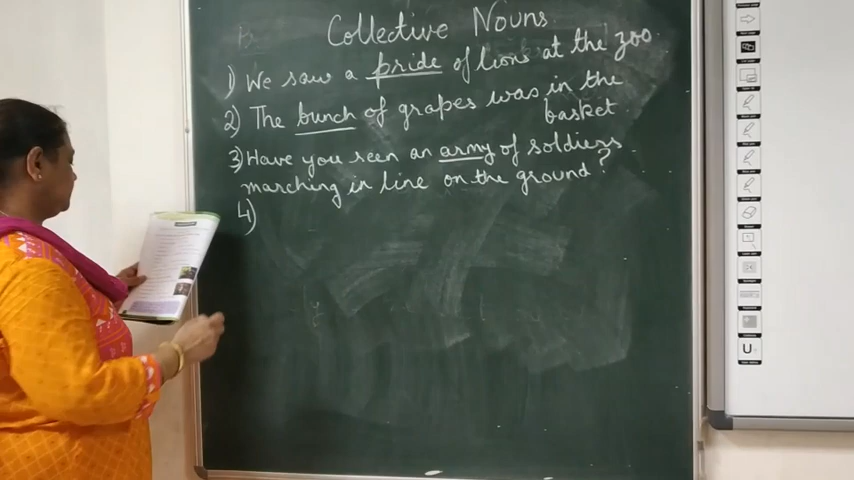 Collective Nouns
1) We saw a pride of lions at the zoo
2) The bunch of grapes was in the
basket
3) Have you seen an army of soldiers
marching in line on the ground?
4)